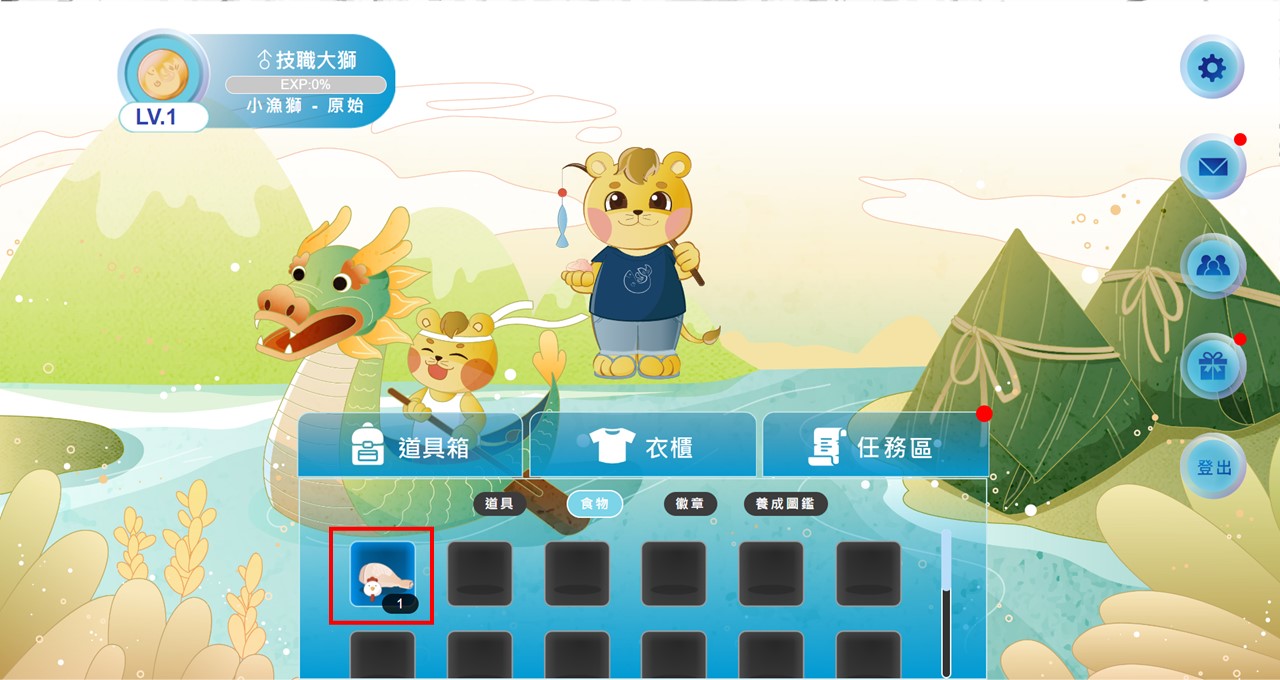 ♂技職大獅
EXP:0%
小漁獅 - 原始
LV.1
登出
道具箱
衣櫃
任務區
道具
食物
徽章
養成圖鑑
1